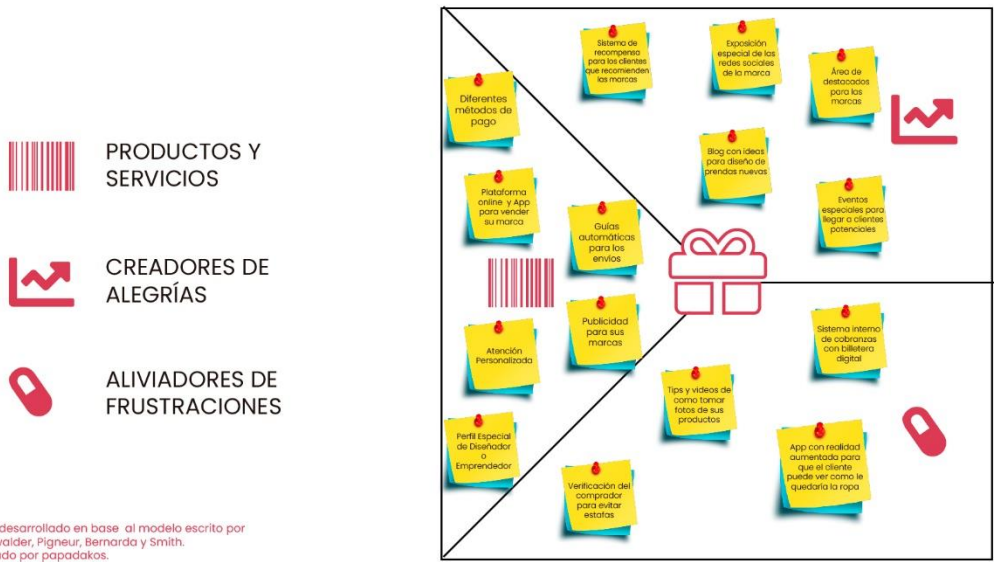 PRODUCTOS Y
SERVICIOS
CREADORES DE
ALEGRÍAS
ALIVIADORES DE
FRUSTRACIONES
desarrollado en base al modelo escrito por
Pigneur, Bernarda y Smith.
por papadakos.
Diferentes
métodos de
pago
Plataforma
online y App
para vender
su marca
Guías
automáticas
para los
envíos
Publicidad
para sus
marcas
Atención
Personalizada
Perfil Especial
de Diseñador
o
Emprendedor
Sistema de
recompensa
para los clientes
que recomienden
las marcas
Exposición
especial de las
redes sociales
de la marca
Área de
destacados
para las
marcas
Blog con ideas
para diseño de
prendas nuevas
Eventos
especiales para
llegar a clientes
potenciales
Sistema interno
de cobranzas
con billetera
digital
Tips y videos de
como tomar
fotos de sus
productos
App con realidad
aumentada para
que el cliente
puede ver como le
quedaría la ropa
Verificación del
comprador
para evitar
estafas